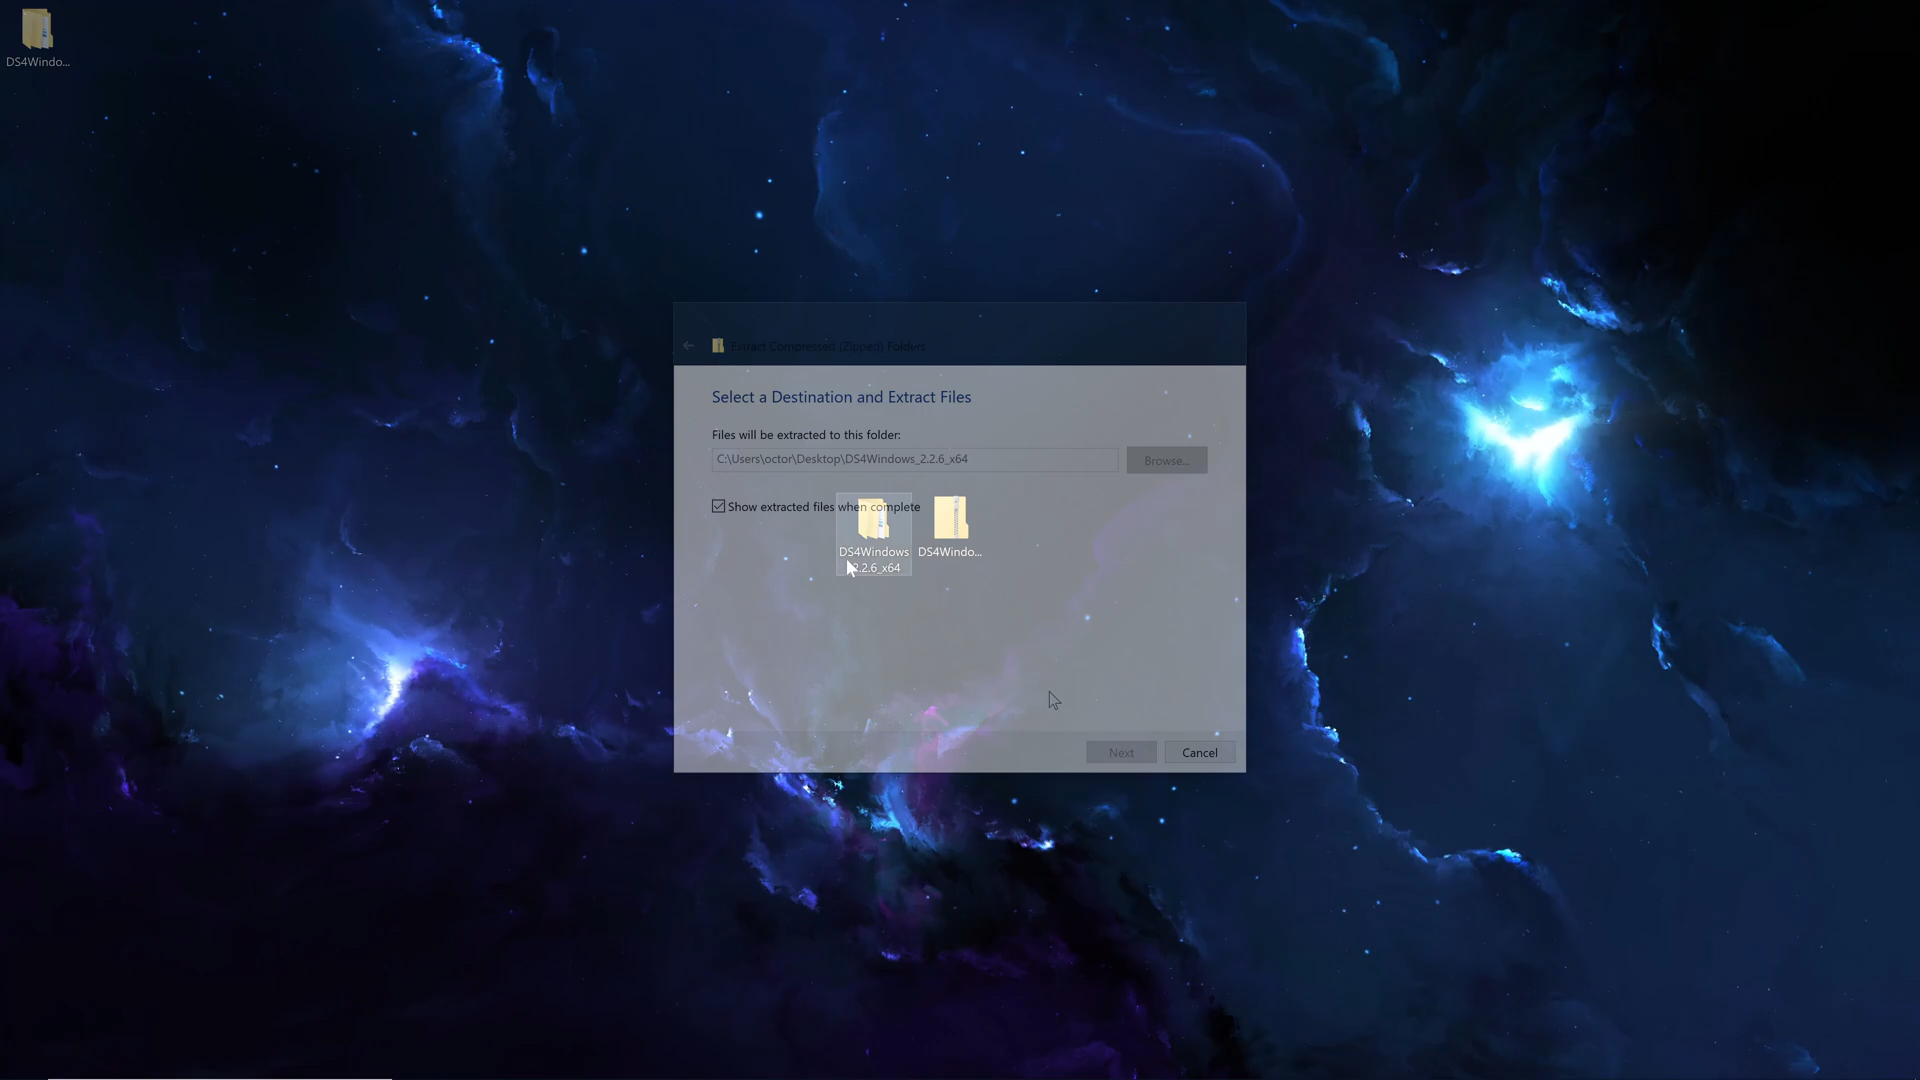 DS4Windo...
Extract Compressed (Zipped) Folders
Select a Destination and Extract Files
Files will be extracted to this folder:
C:\Users\octor\Desktop\DS4Windows_2.2.6_x64
Browse...
Show extracted files when complete
DS4Windows
2.2.6_x64
DS4Windo...
Next
Cancel